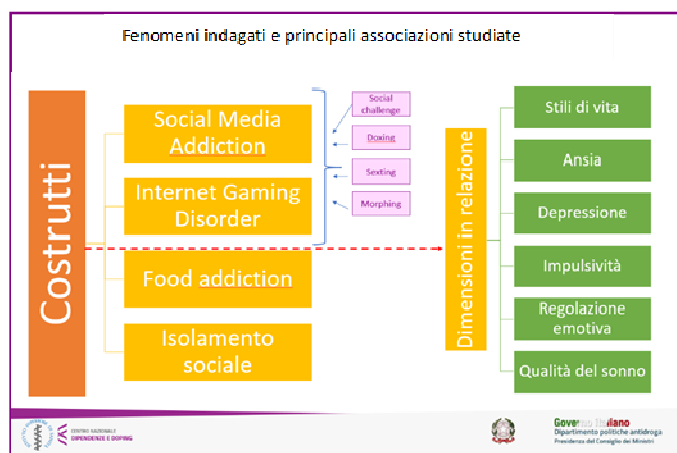 Fenomeni indagati e principali associazioni studiate
Costrutti
Social Media
Addiction
Internet Gaming
Disorder
Food addiction
Isolamento
sociale
Social
challenge
Doxing
Sexting
Morphing
Dimensioni in relazione
Stili di vita
Ansia
Depressione
Impulsività
Regolazione
emotiva
Qualità del sonno
CENTRO NAZIONALE
DIPENDENZE E DOPING
Governo Italiano
Dipartimento politiche antidroga
Presidenza del Consiglio dei Ministri